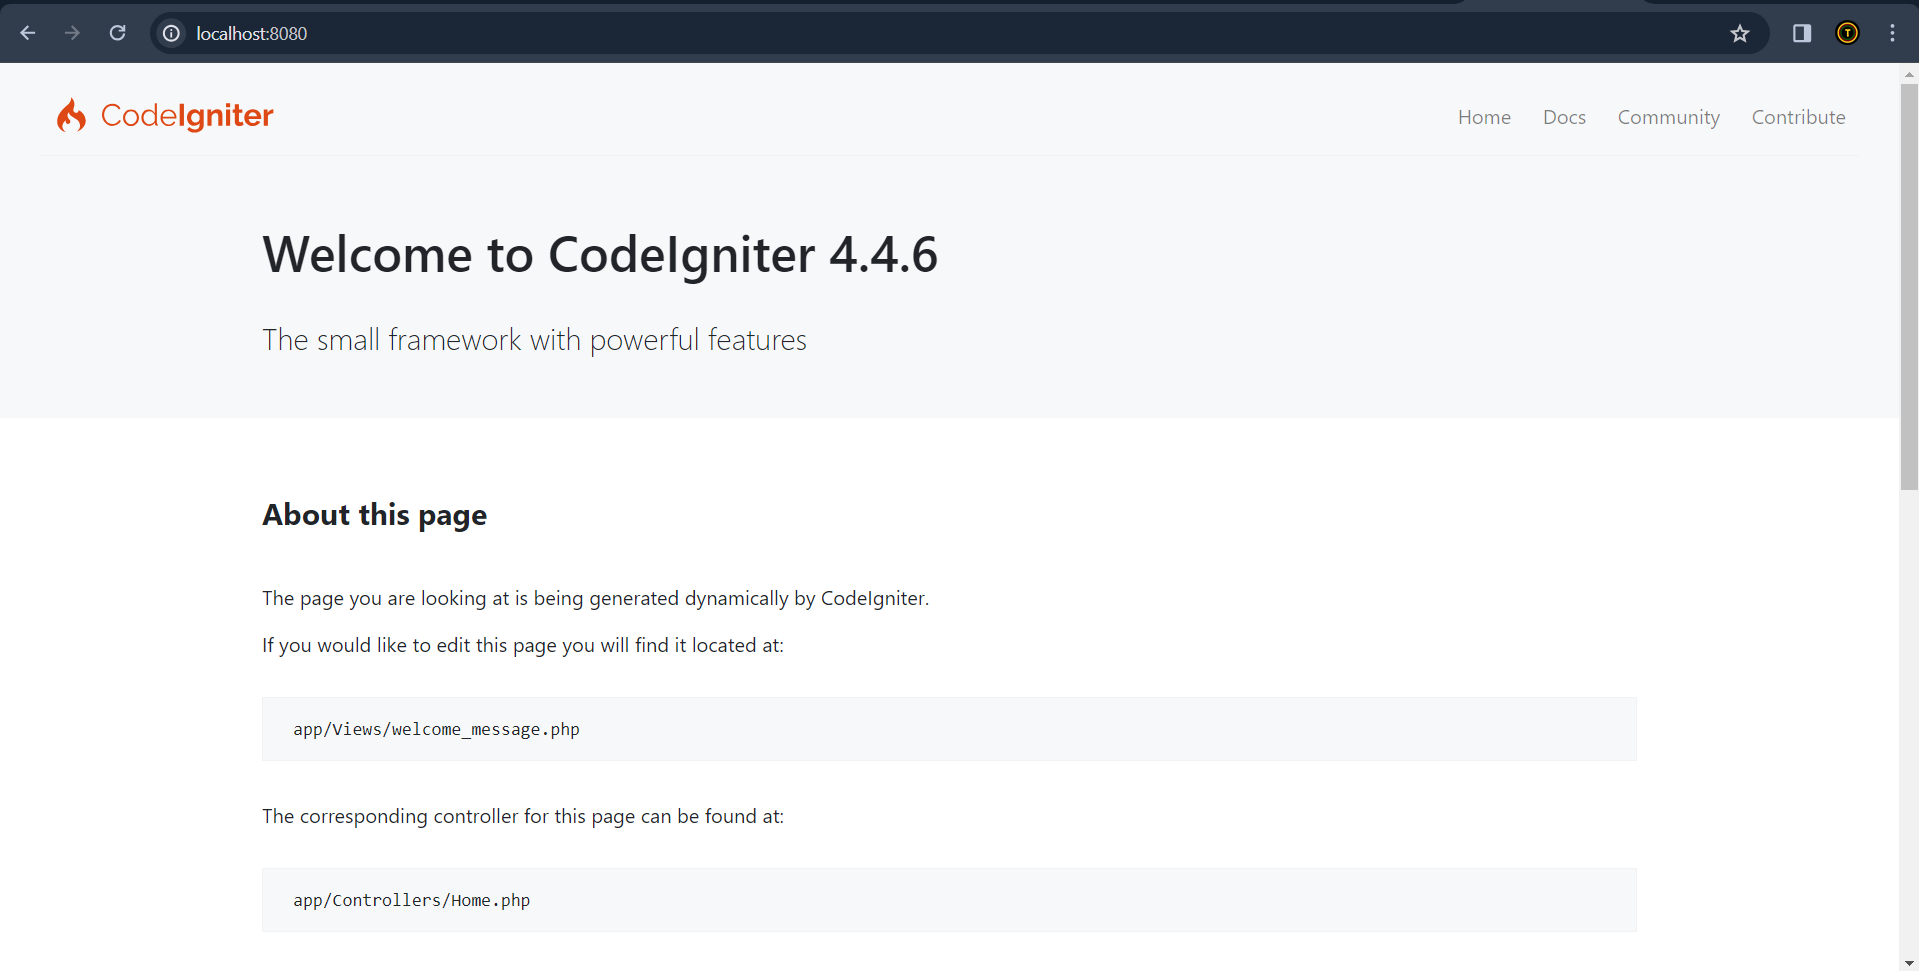 localhost:8080
T
CodeIgniter
Home Docs Community Contribute
Welcome to CodeIgniter 4.4.6
The small framework with powerful features
About this page
The page you are looking at is being generated dynamically by CodeIgniter.
If you would like to edit this page you will find it located at:
app/Views/welcome_message.php
The corresponding controller for this page can be found at:
app/Controllers/Home.php